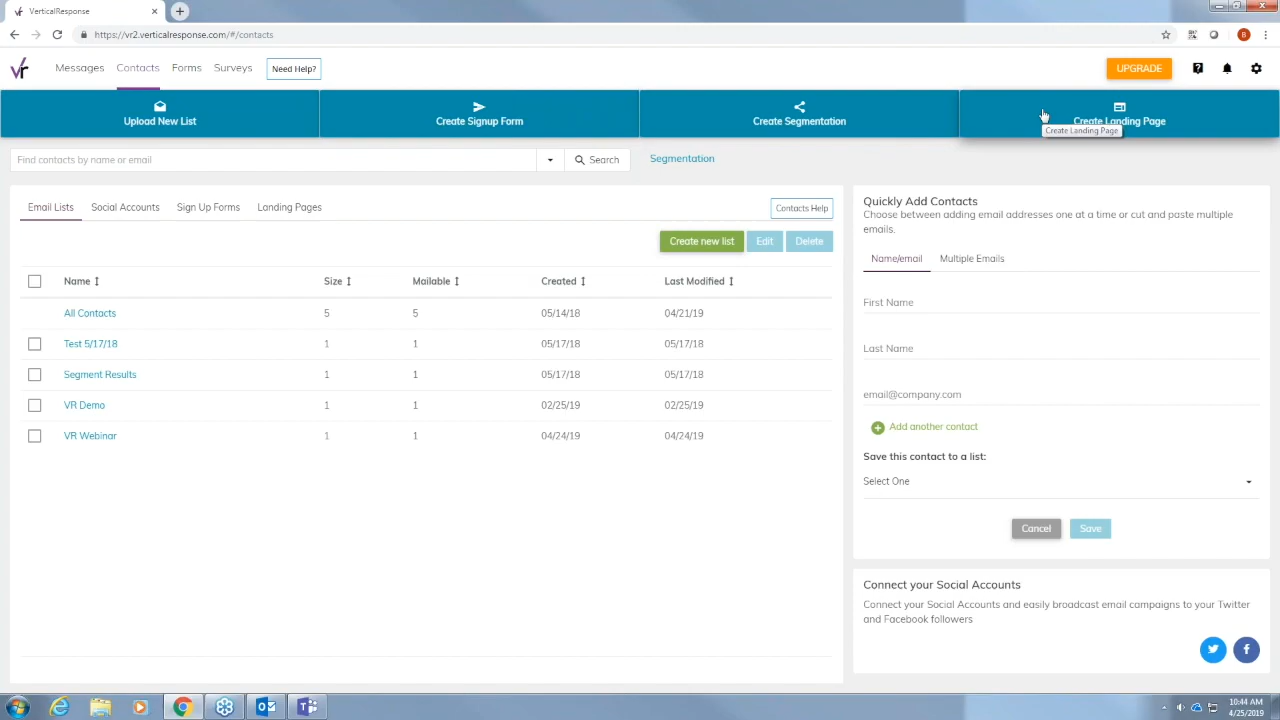 VerticalResponse
https://vr2.verticalresponse.com/#/contacts
B
vr Messages Contacts Forms Surveys Need Help? UPGRADE
Upload New List Create Signup Form Create Segmentation Create Landing Page
Create Landing Page
Find contacts by name or email Search Segmentation
Email Lists Social Accounts Sign Up Forms Landing Pages Contacts Help
Create new list Edit Delete
Name Size Mailable Created Last Modified
All Contacts 5 5 05/14/18 04/21/19
Test 5/17/18 1 1 05/17/18 05/17/18
Segment Results 1 1 05/17/18 05/17/18
VR Demo 1 1 02/25/19 02/25/19
VR Webinar 1 1 04/24/19 04/24/19
Quickly Add Contacts
Choose between adding email addresses one at a time or cut and paste multiple
emails.
Name/email Multiple Emails
First Name
Last Name
email@company.com
Add another contact
Save this contact to a list:
Select One
Cancel Save
Connect your Social Accounts
Connect your Social Accounts and easily broadcast email campaigns to your Twitter
and Facebook followers
10:44 AM
4/25/2019